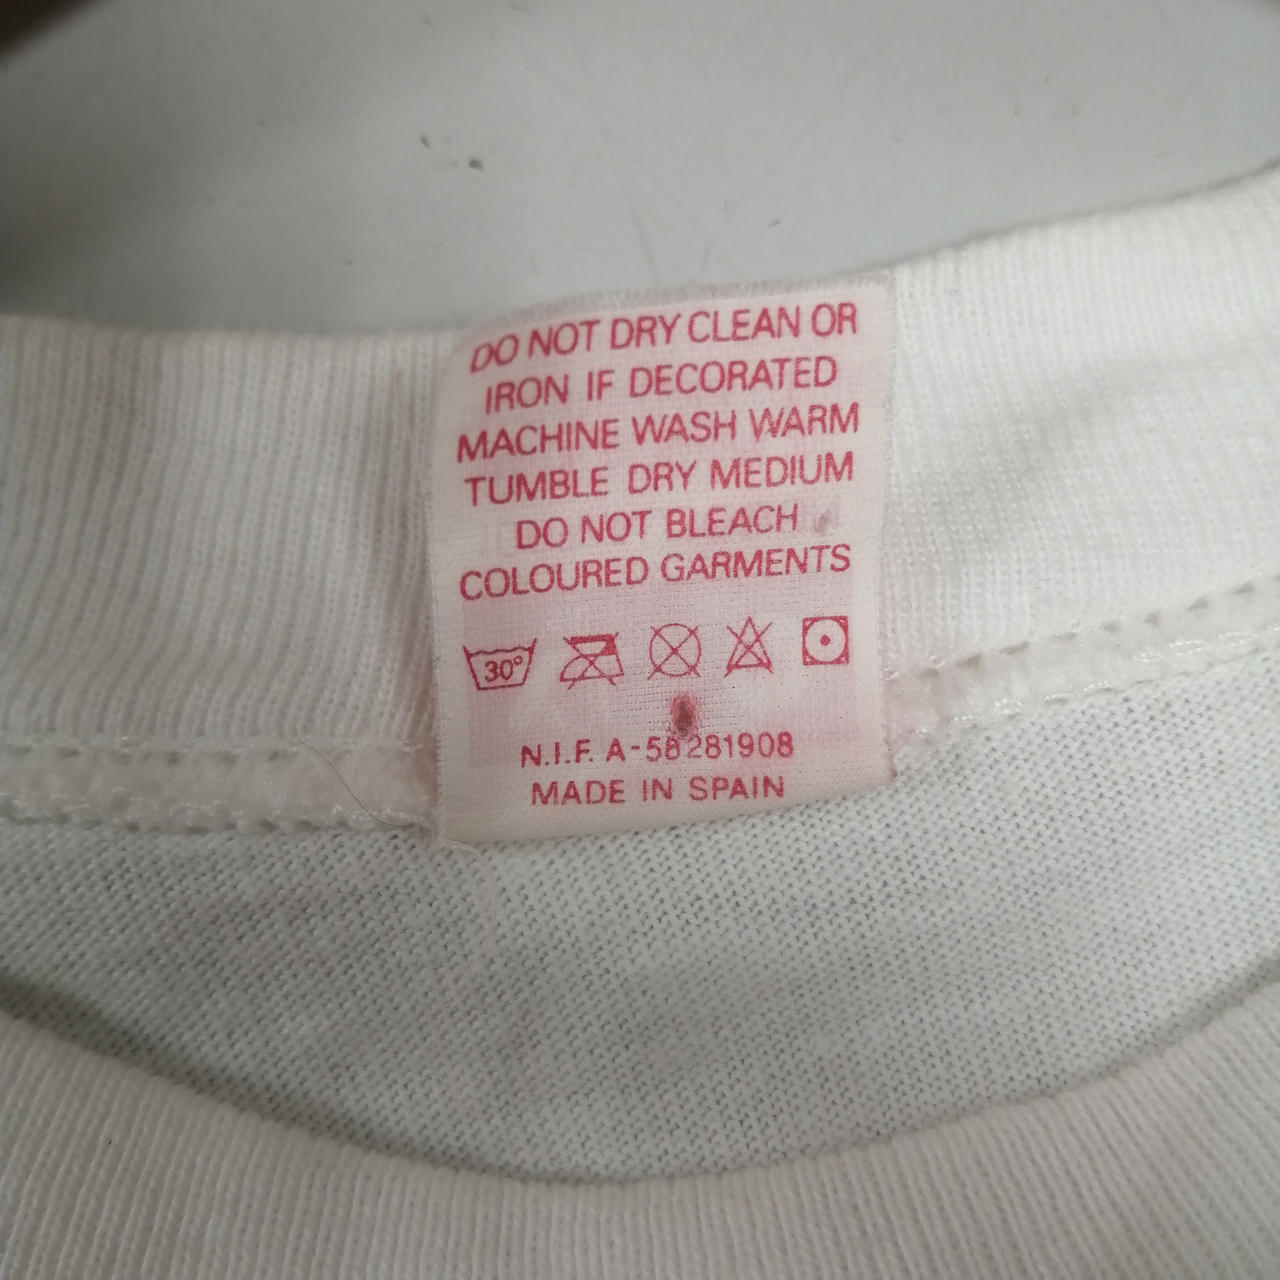 DO NOT DRY CLEAN OR
IRON IF DECORATED
MACHINE WASH WARM
TUMBLE DRY MEDIUM
DO NOT BLEACH
COLOURED GARMENTS
30°
N.I.F. A-58281908
MADE IN SPAIN